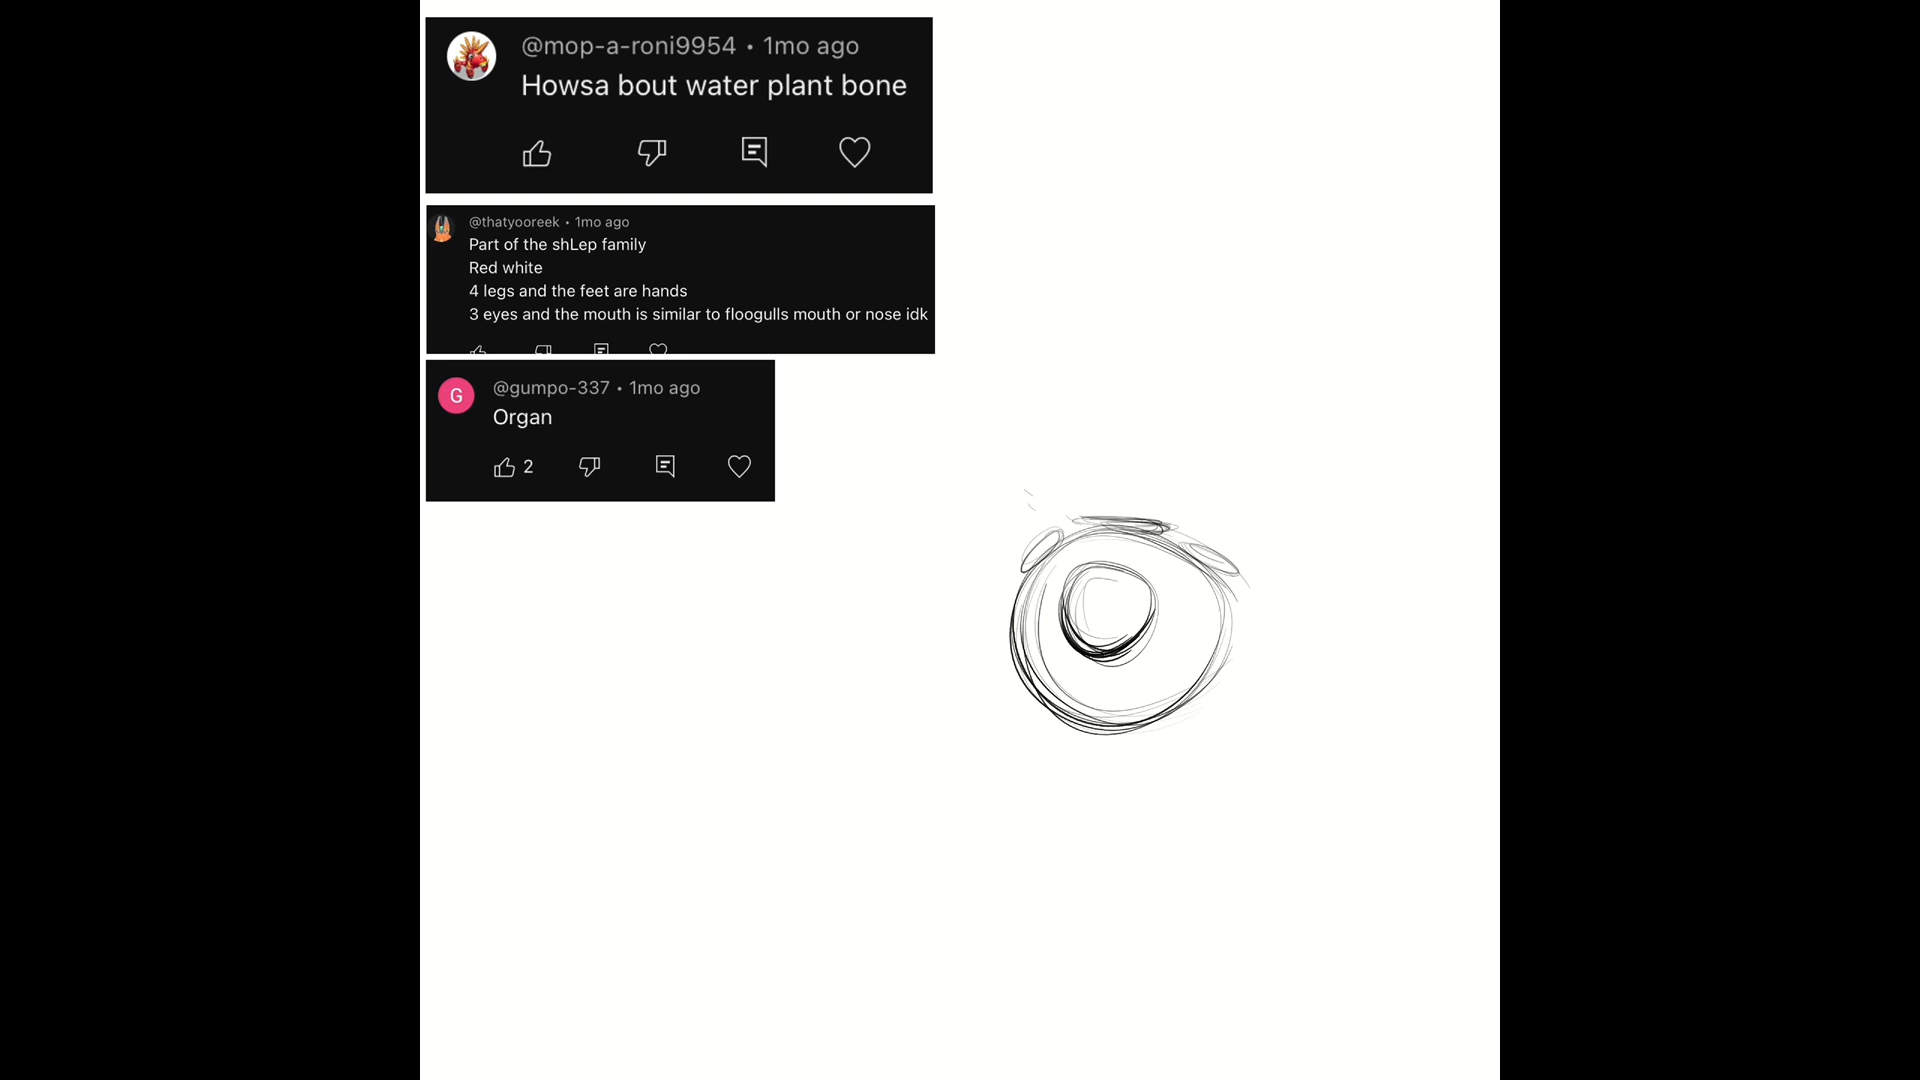 @mop-a-roni9954 • 1mo ago
Howsa bout water plant bone
@thatyooreek • 1mo ago
Part of the shLep family
Red white
4 legs and the feet are hands
3 eyes and the mouth is similar to floogulls mouth or nose idk
G
@gumpo-337 • 1mo ago
Organ
2